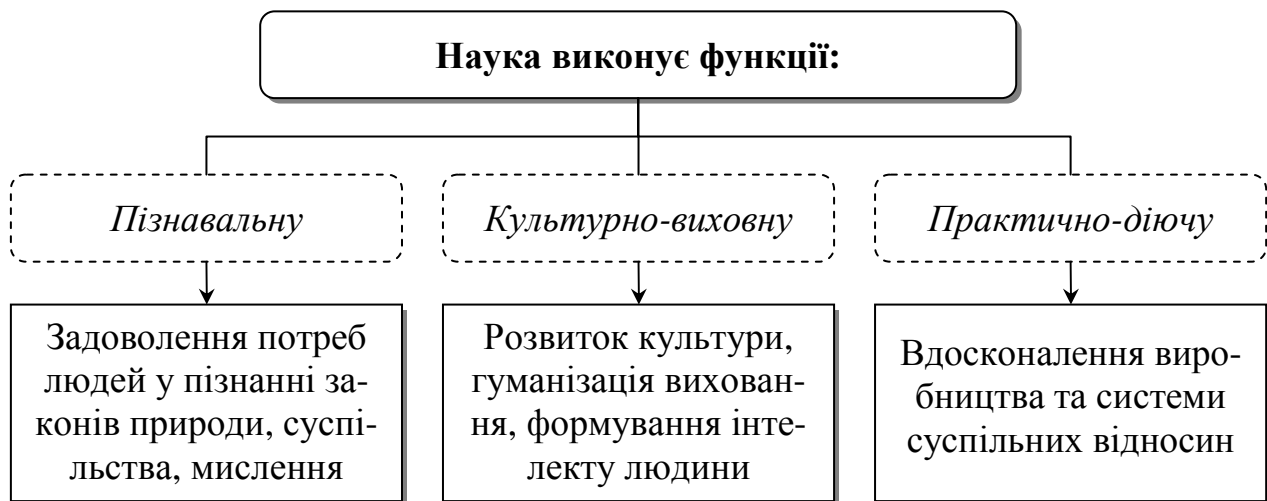 Наука виконує функції:
Пізнавальну
Культурно-виховну
Практично-діючу
Задоволення потреб
людей у пізнанні за-
конів природи, суспі-
льства, мислення
Розвиток культури,
гуманізація вихован-
ня, формування інте-
лекту людини
Вдосконалення виро-
бництва та системи
суспільних відносин